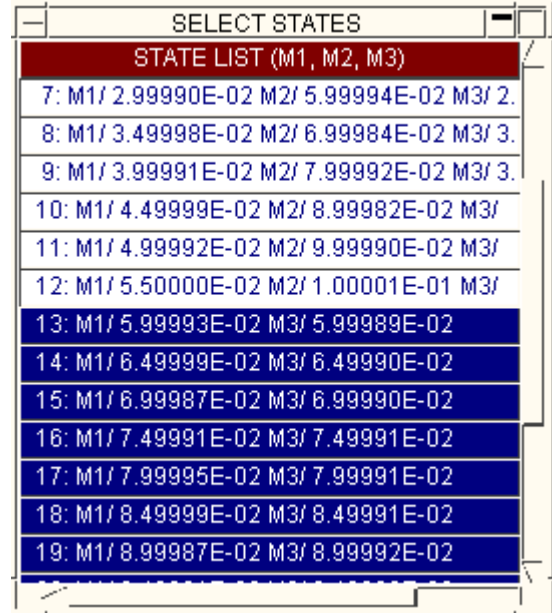 SELECT STATES
STATE LIST (M1, M2, M3)
7: M1/ 2.99990E-02 M2/ 5.99994E-02 M3/ 2.
8: M1/ 3.49998E-02 M2/ 6.99984E-02 M3/ 3.
9: M1/ 3.99991E-02 M2/ 7.99992E-02 M3/ 3.
10: M1/ 4.49999E-02 M2/ 8.99982E-02 M3/
11: M1/ 4.99992E-02 M2/ 9.99990E-02 M3/
12: M1/ 5.50000E-02 M2/ 1.00001E-01 M3/
13: M1/ 5.99993E-02 M3/ 5.99989E-02
14: M1/ 6.49999E-02 M3/ 6.49990E-02
15: M1/ 6.99987E-02 M3/ 6.99990E-02
16: M1/ 7.49991E-02 M3/ 7.49991E-02
17: M1/ 7.99995E-02 M3/ 7.99991E-02
18: M1/ 8.49999E-02 M3/ 8.49991E-02
19: M1/ 8.99987E-02 M3/ 8.99992E-02